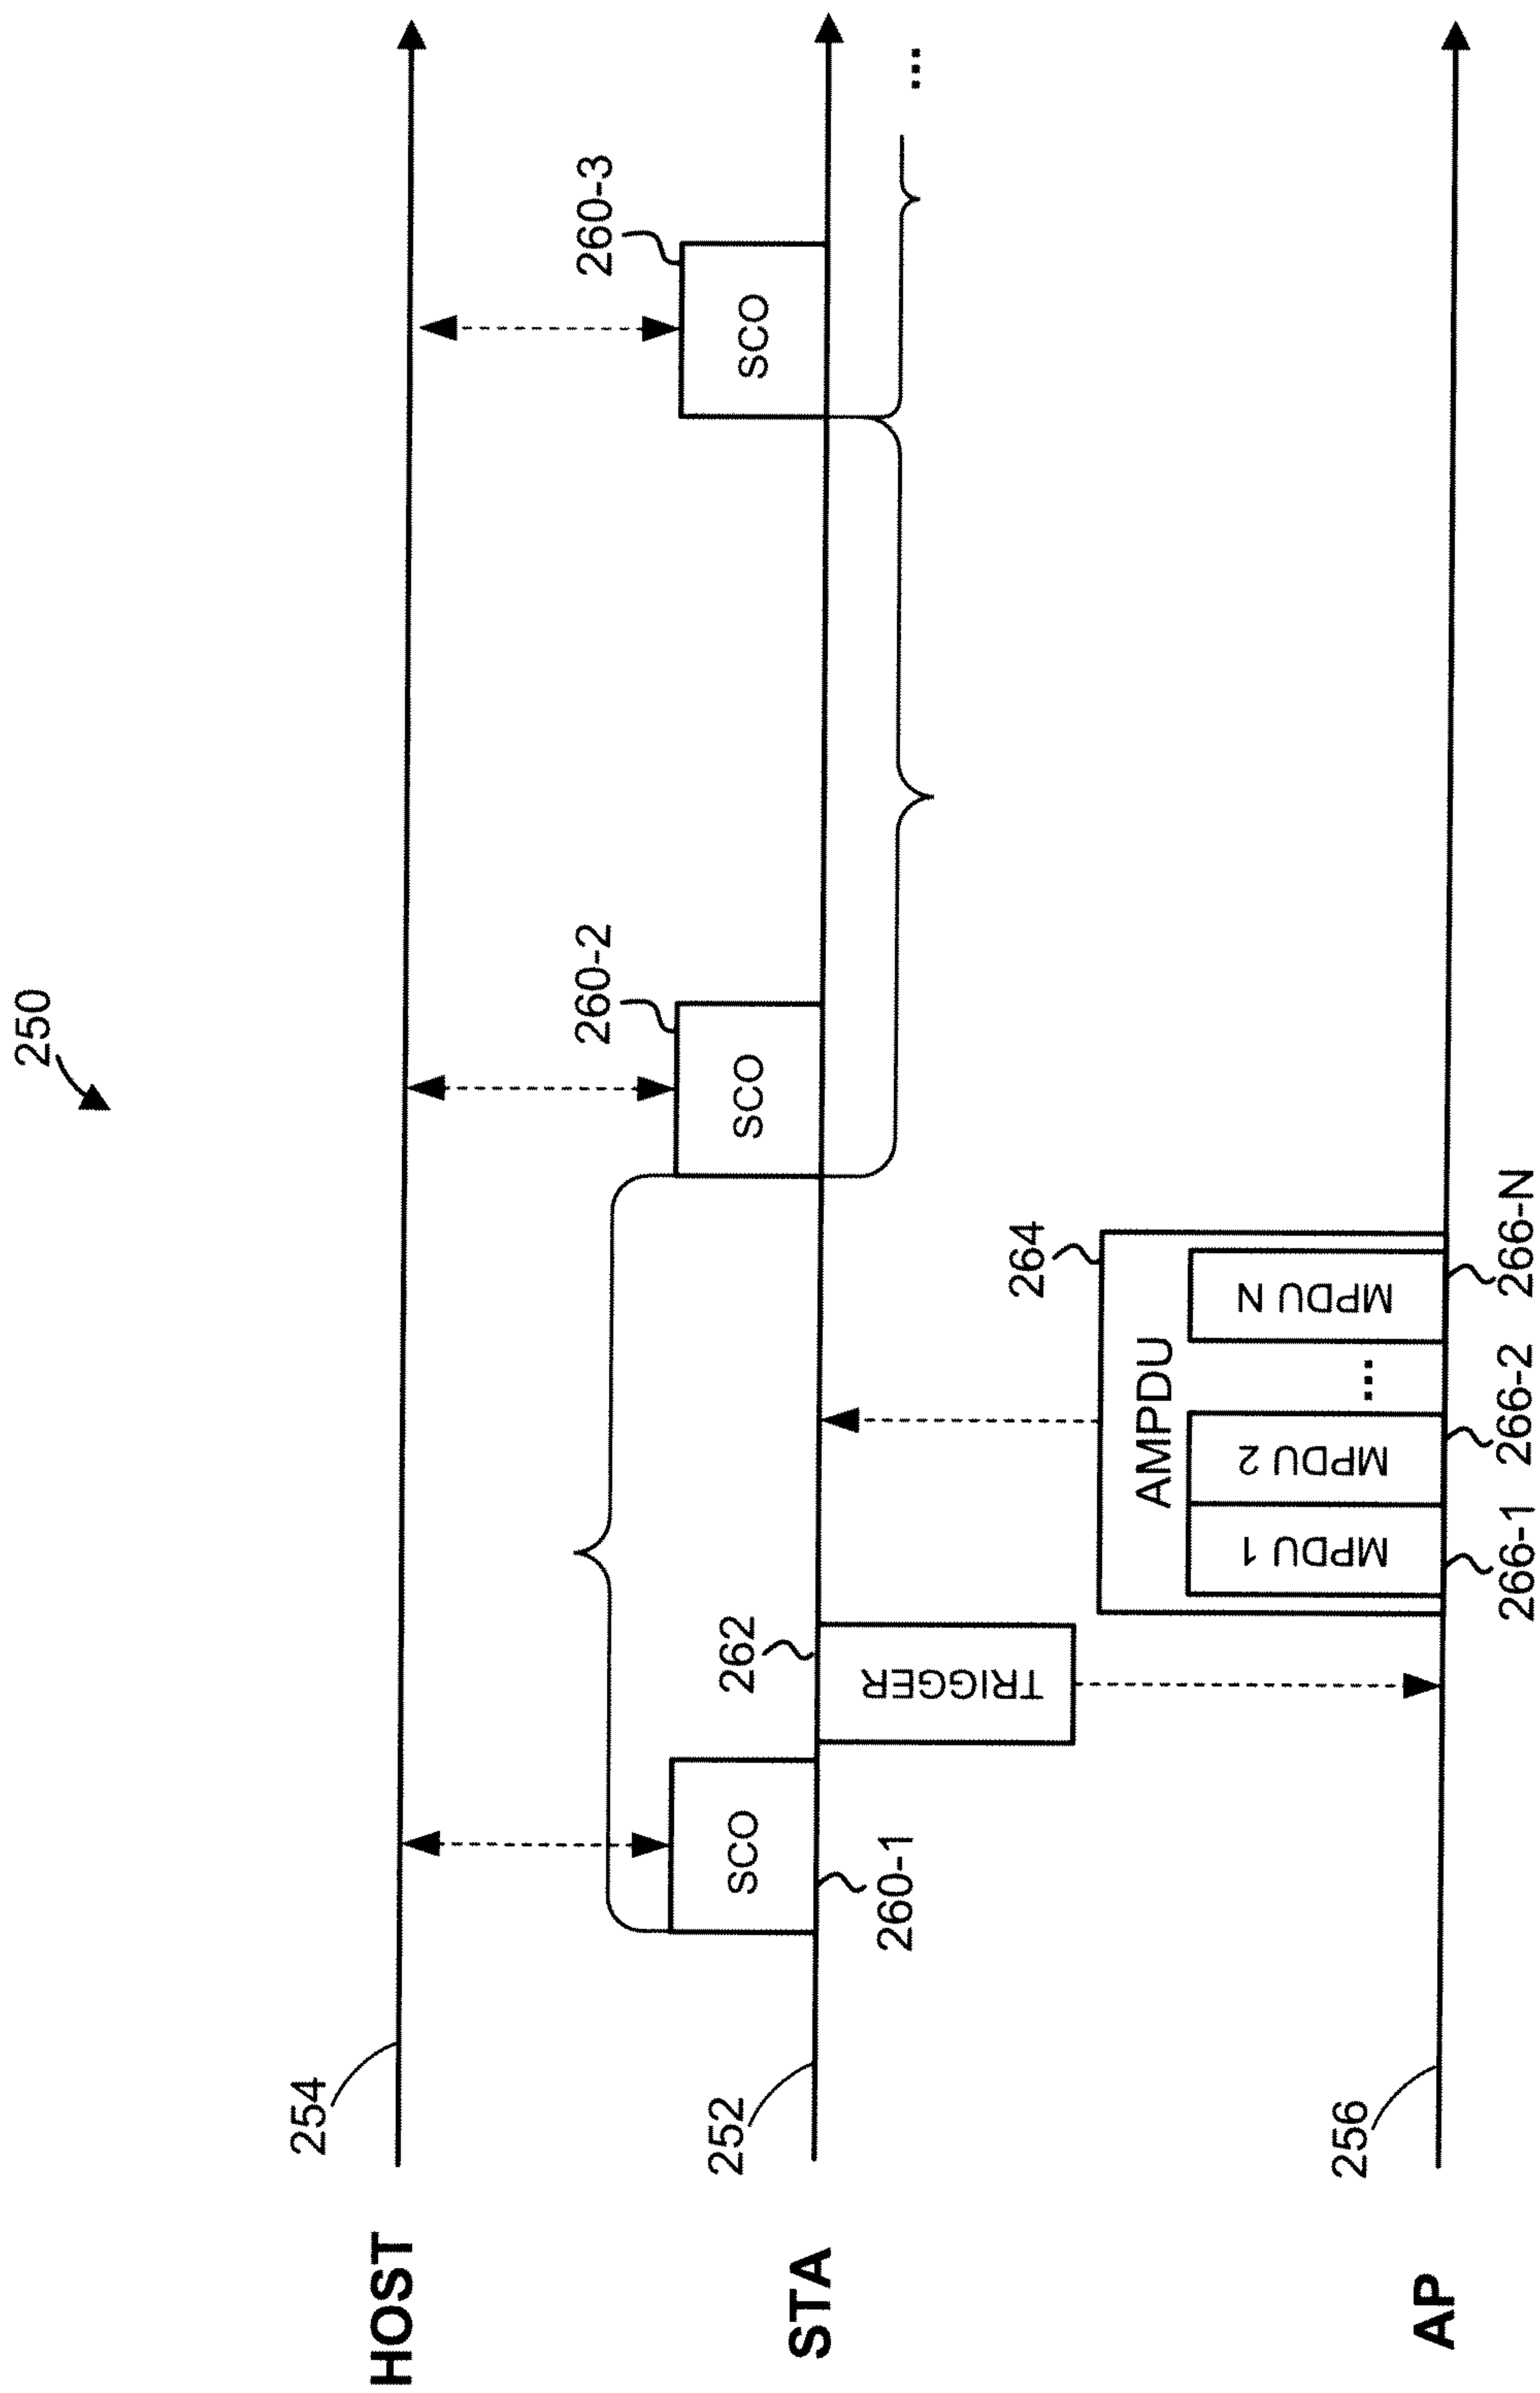 250
HOST
254
260-2
260-3
SCO
SCO
SCO
STA
252
260-1
262
TRIGGER
...
264
AMPDU
MPDU 1
MPDU 2
...
MPDU N
AP
256
266-1
266-2
266-N